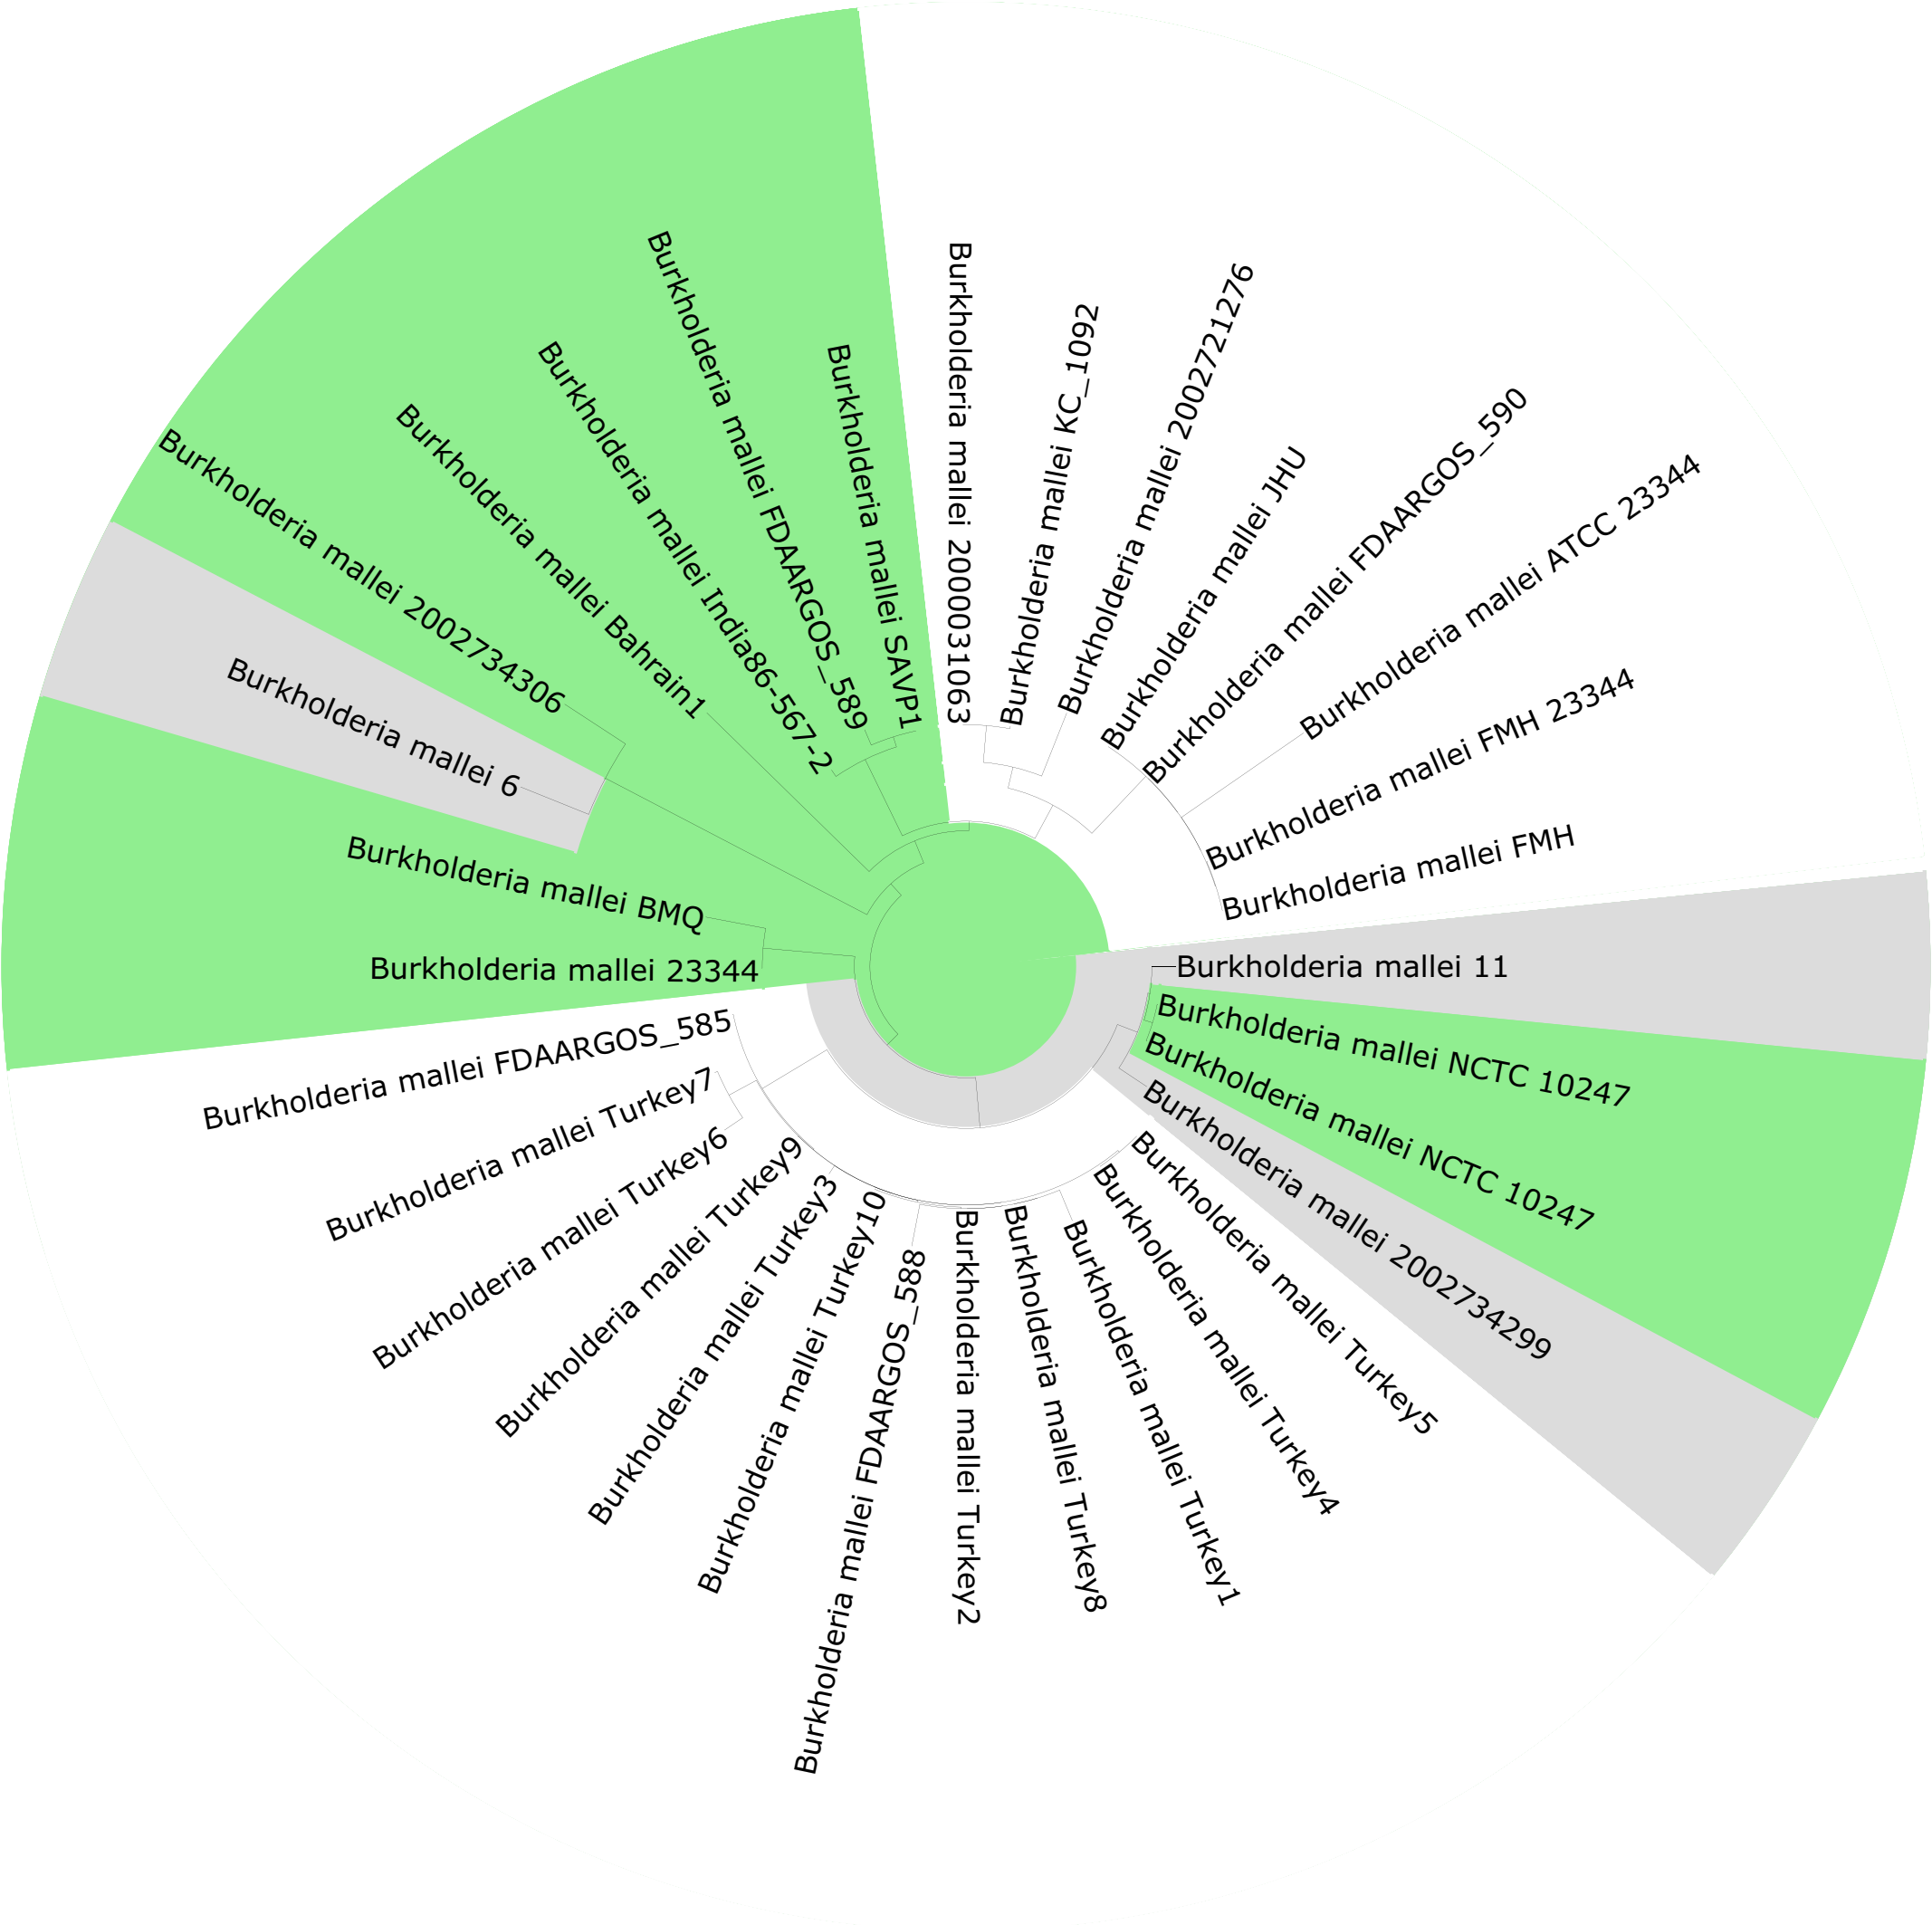 Burkholderia mallei 2000031063
Burkholderia mallei KC_1092
Burkholderia mallei 2002721276
Burkholderia mallei JHU
Burkholderia mallei FDAARGOS_590
Burkholderia mallei ATCC 23344
Burkholderia mallei FMH 23344
Burkholderia mallei FMH
Burkholderia mallei 11
Burkholderia mallei NCTC 10247
Burkholderia mallei NCTC 10247
Burkholderia mallei 2002734299
Burkholderia mallei Turkey5
Burkholderia mallei Turkey4
Burkholderia mallei Turkey1
Burkholderia mallei Turkey8
Burkholderia mallei Turkey2
Burkholderia mallei FDAARGOS_588
Burkholderia mallei Turkey10
Burkholderia mallei Turkey3
Burkholderia mallei Turkey9
Burkholderia mallei Turkey6
Burkholderia mallei Turkey7
Burkholderia mallei FDAARGOS_585
Burkholderia mallei 23344
Burkholderia mallei BMQ
Burkholderia mallei 6
Burkholderia mallei 2002734306
Burkholderia mallei Bahrain1
Burkholderia mallei India86-567-2
Burkholderia mallei FDAARGOS_589
Burkholderia mallei SAVP1